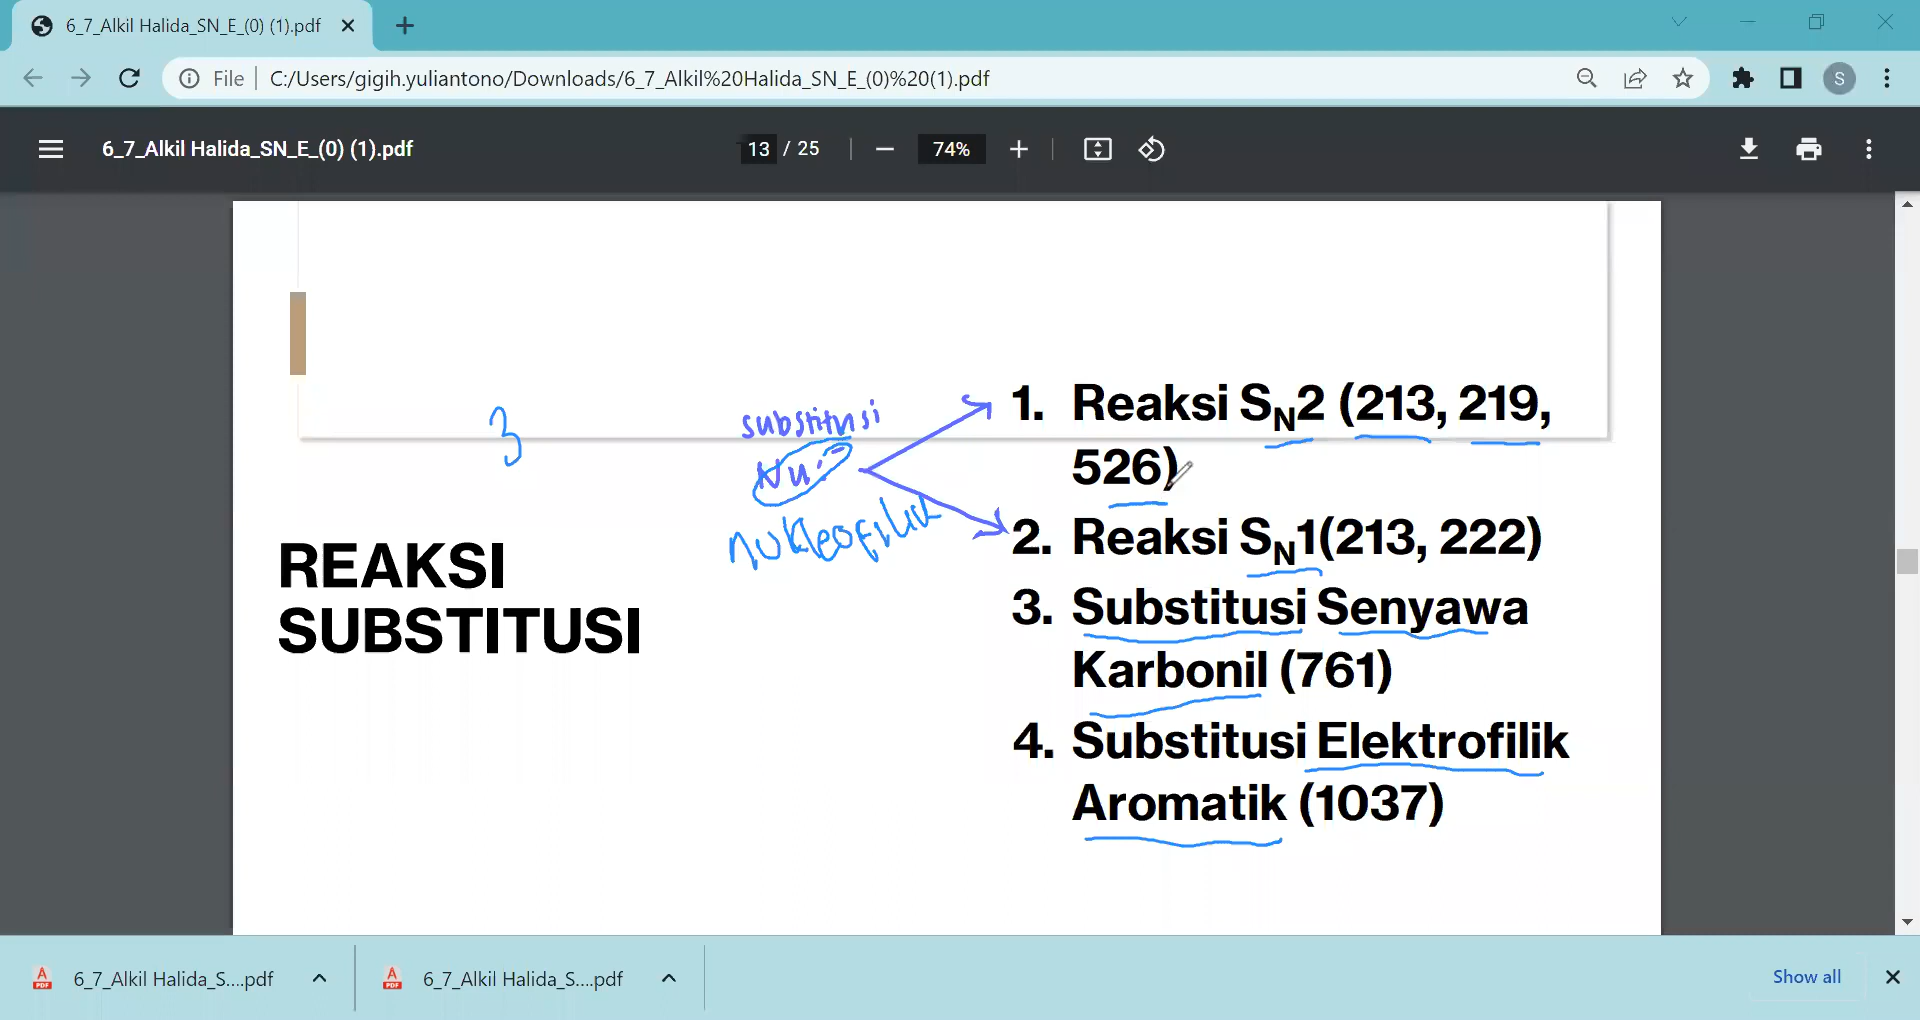 6_7_Alkil Halida_SN_E_(0) (1).pdf
File
C:/Users/gigih.yuliantono/Downloads/6_7_Alkil%20Halida_SN_E_(0)%20(1).pdf
S
6_7_Alkil Halida_SN_E_(0) (1).pdf
13 / 25
74%
3
substitusi
Nu:⁻
nukleofilik
REAKSI
SUBSTITUSI
1. Reaksi SN2 (213, 219,
526)
2. Reaksi SN1(213, 222)
3. Substitusi Senyawa
Karbonil (761)
4. Substitusi Elektrofilik
Aromatik (1037)
6_7_Alkil Halida_S....pdf
6_7_Alkil Halida_S....pdf
Show all